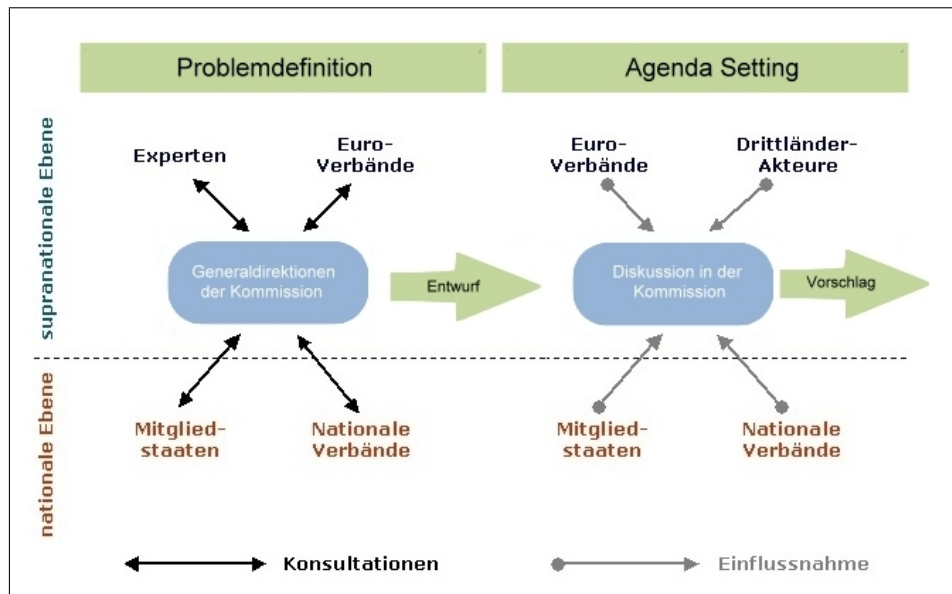 Problemdefinition
Agenda Setting
supranationale Ebene
Experten
Euro-
Verbände
Euro-
Verbände
Drittländer-
Akteure
Generaldirektionen
der Kommission
Entwurf
Diskussion in der
Kommission
Vorschlag
nationale Ebene
Mitglied-
staaten
Nationale
Verbände
Mitglied-
staaten
Nationale
Verbände
Konsultationen
Einflussnahme